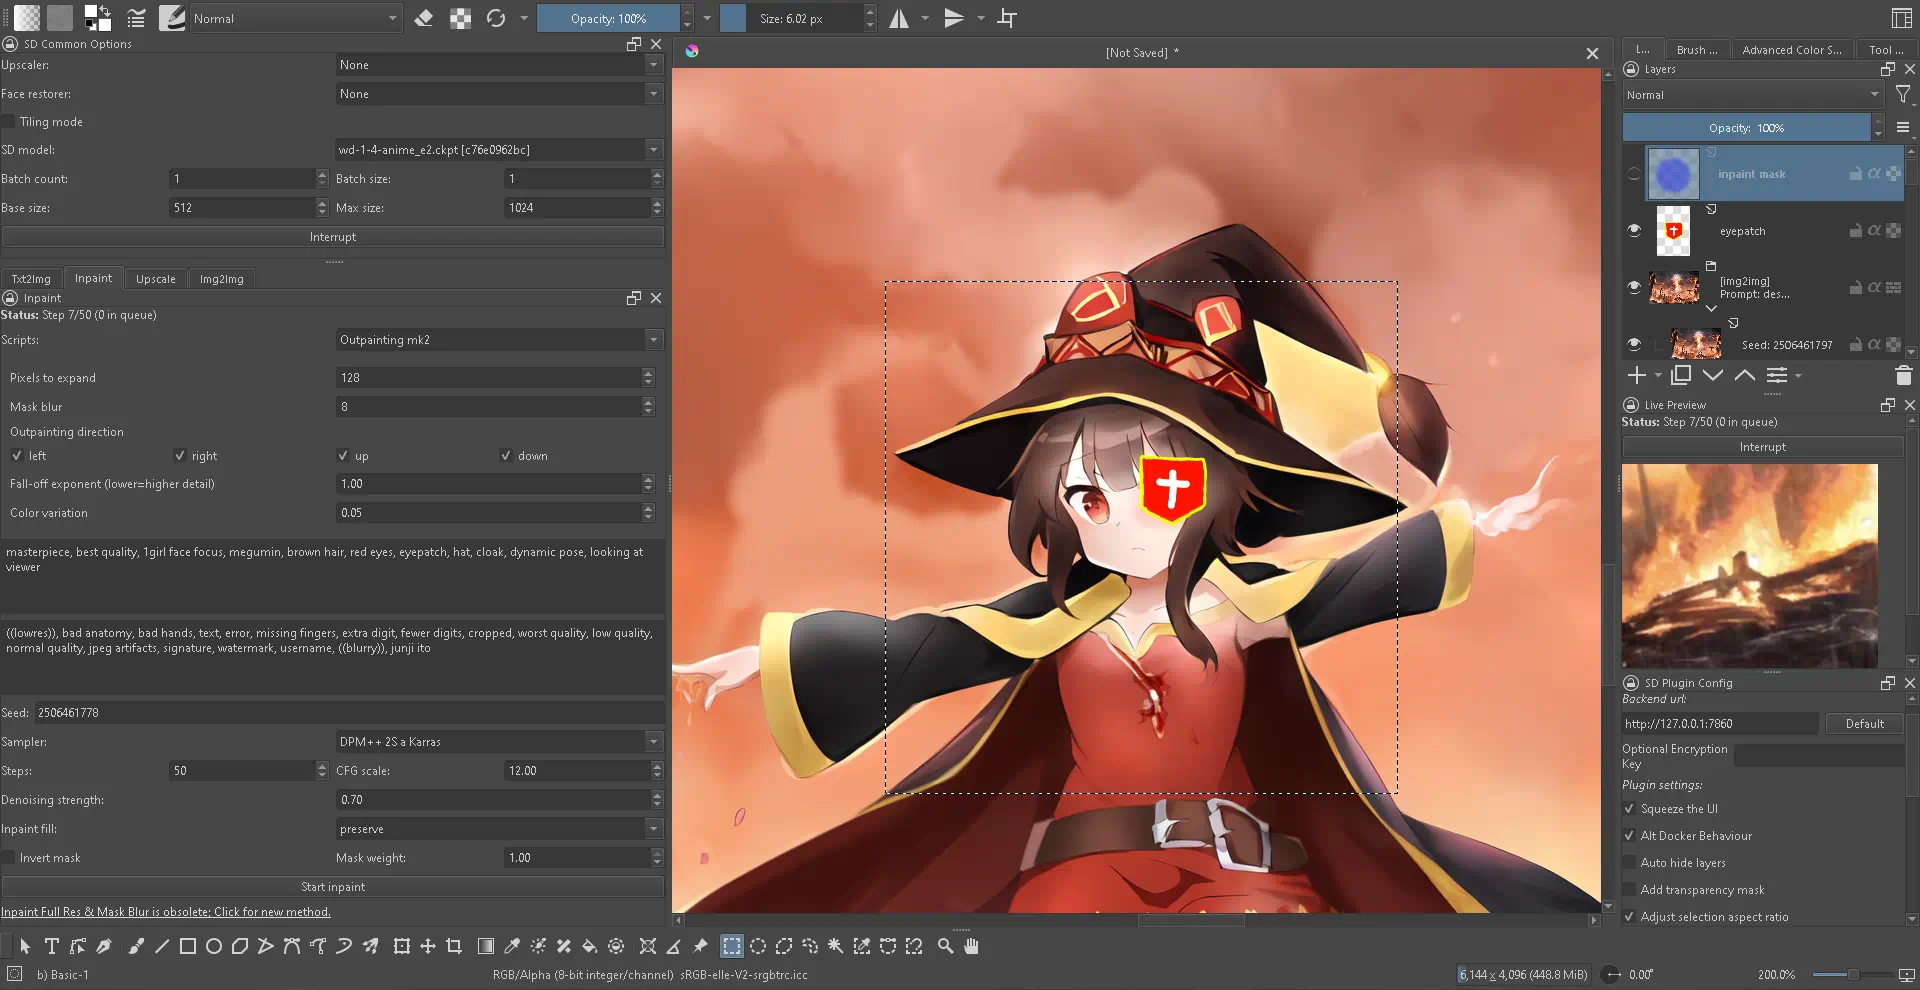 Normal
Opacity: 100%
Size: 6.02 px
SD Common Options
Upscaler: None
Face restorer: None
Tiling mode
SD model: wd-1-4-anime_e2.ckpt [c76e0962bc]
Batch count: 1 Batch size: 1
Base size: 512 Max size: 1024
Interrupt
Txt2Img Inpaint Upscale Img2Img
Inpaint
Status: Step 7/50 (0 in queue)
Scripts: Outpainting mk2
Pixels to expand 128
Mask blur 8
Outpainting direction
left right up down
Fall-off exponent (lower=higher detail) 1.00
Color variation 0.05
masterpiece, best quality, 1girl face focus, megumin, brown hair, red eyes, eyepatch, hat, cloak, dynamic pose, looking at
viewer
((lowres)), bad anatomy, bad hands, text, error, missing fingers, extra digit, fewer digits, cropped, worst quality, low quality,
normal quality, jpeg artifacts, signature, watermark, username, ((blurry)), junji ito
Seed: 2506461778
Sampler: DPM++ 2S a Karras
Steps: 50 CFG scale: 12.00
Denoising strength: 0.70
Inpaint fill: preserve
Invert mask Mask weight: 1.00
Start inpaint
Inpaint Full Res & Mask Blur is obsolete; Click for new method.
[Not Saved] *
L... Brush ... Advanced Color S... Tool ...
Layers
Normal
Opacity: 100%
inpaint mask
eyepatch
[img2img]
Prompt: des...
Seed: 2506461797
Live Preview
Status: Step 7/50 (0 in queue)
Interrupt
SD Plugin Config
Backend url:
http://127.0.0.1:7860 Default
Optional Encryption
Key
Plugin settings:
Squeeze the UI
Alt Docker Behaviour
Auto hide layers
Add transparency mask
Adjust selection aspect ratio
b) Basic-1
RGB/Alpha (8-bit integer/channel) sRGB-elle-V2-srgbtrc.icc
6,144 x 4,096 (448.8 MiB)
0.00°
200.0%